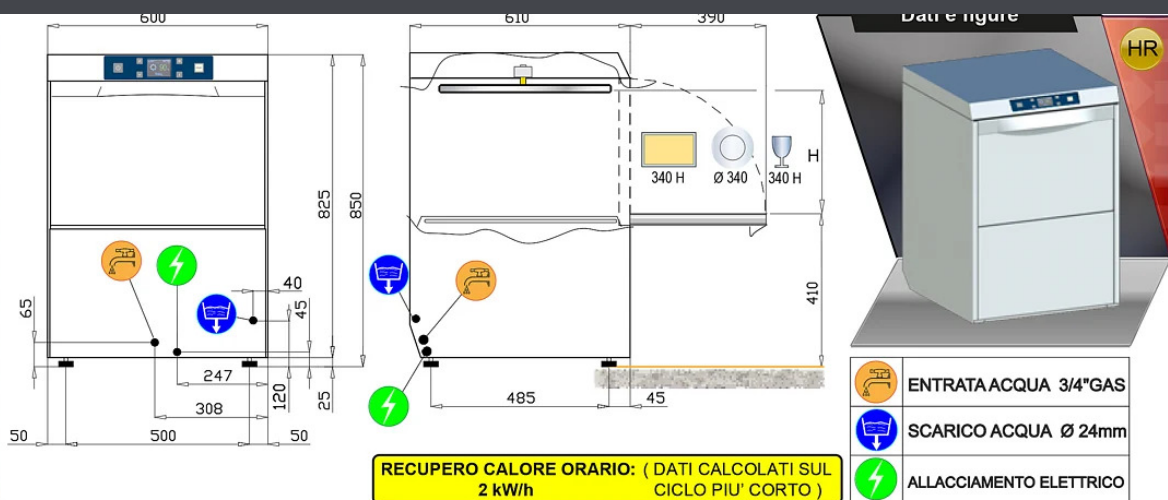 600
610
390
Dati e figure
HR
340 H
Ø 340
340 H
H
825
850
410
65
40
45
247
308
120
25
50
500
50
485
45
ENTRATA ACQUA 3/4"GAS
SCARICO ACQUA Ø 24mm
ALLACCIAMENTO ELETTRICO
RECUPERO CALORE ORARIO: ( DATI CALCOLATI SUL
2 kW/h CICLO PIU' CORTO )